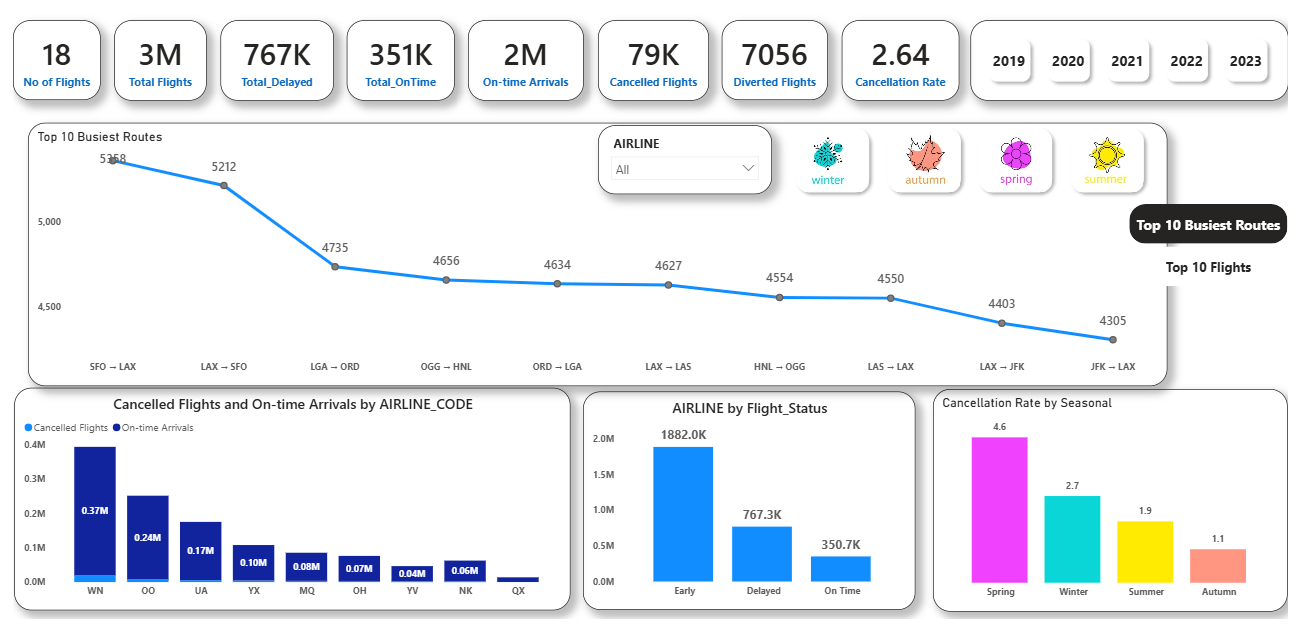 18
No of Flights
3M
Total Flights
767K
Total_Delayed
351K
Total_OnTime
2M
On-time Arrivals
79K
Cancelled Flights
7056
Diverted Flights
2.64
Cancellation Rate
2019 2020 2021 2022 2023
Top 10 Busiest Routes
AIRLINE
All
winter autumn spring summer
Top 10 Busiest Routes
Top 10 Flights
5358 5212 4735 4656 4634 4627 4554 4550 4403 4305
5,000
4,500
SFO → LAX LAX → SFO LGA → ORD OGG → HNL ORD → LGA LAX → LAS HNL → OGG LAS → LAX LAX → JFK JFK → LAX
Cancelled Flights and On-time Arrivals by AIRLINE_CODE
Cancelled Flights On-time Arrivals
0.4M
0.3M
0.2M
0.1M
0.0M
0.37M 0.24M 0.17M 0.10M 0.08M 0.07M 0.04M 0.06M
WN OO UA YX MQ OH YV NK QX
AIRLINE by Flight_Status
2.0M
1.5M
1.0M
0.5M
0.0M
1882.0K 767.3K 350.7K
Early Delayed On Time
Cancellation Rate by Seasonal
4.6 2.7 1.9 1.1
Spring Winter Summer Autumn